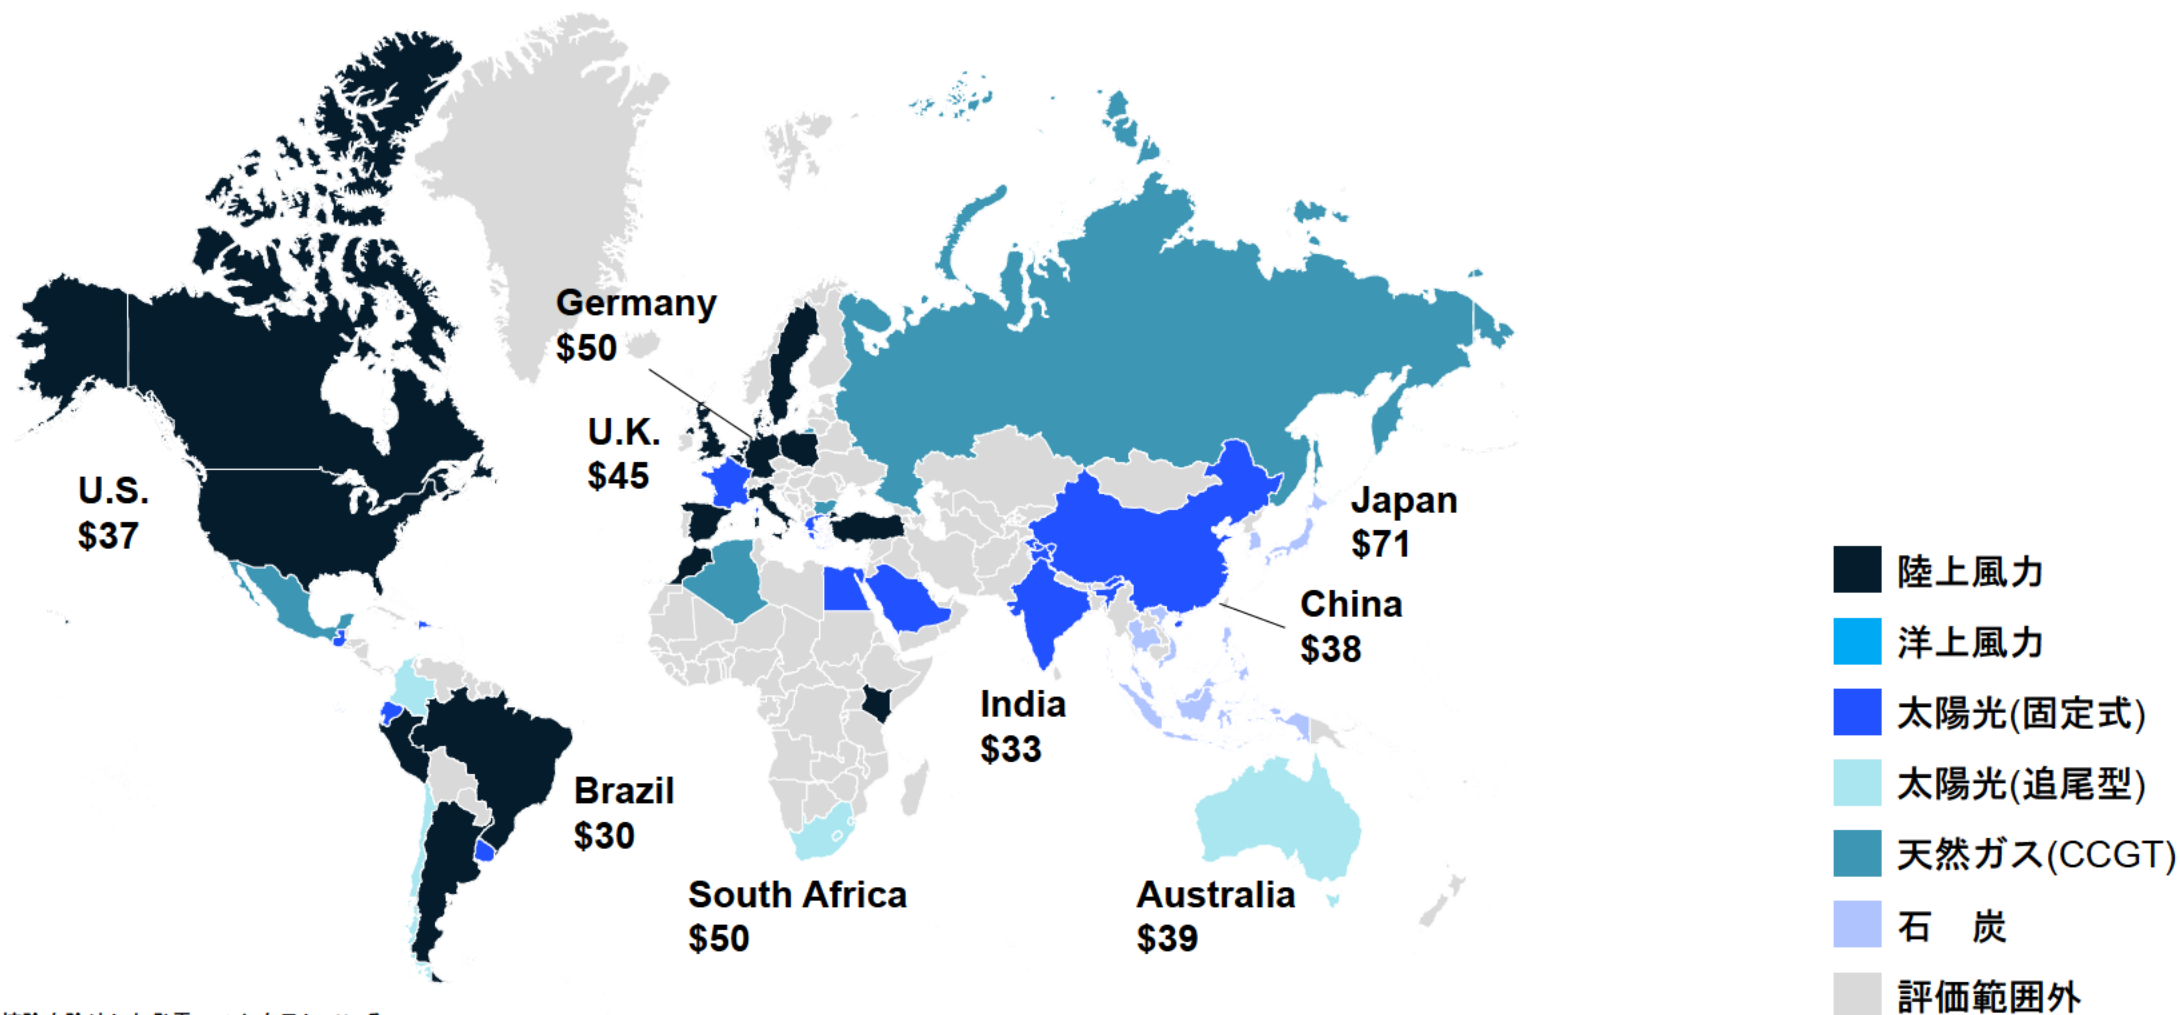 Germany
$50
U.K.
$45
U.S.
$37
Japan
$71
China
$38
India
$33
Brazil
$30
South Africa
$50
Australia
$39
陸上風力
洋上風力
太陽光(固定式)
太陽光(追尾型)
天然ガス(CCGT)
石　炭
評価範囲外